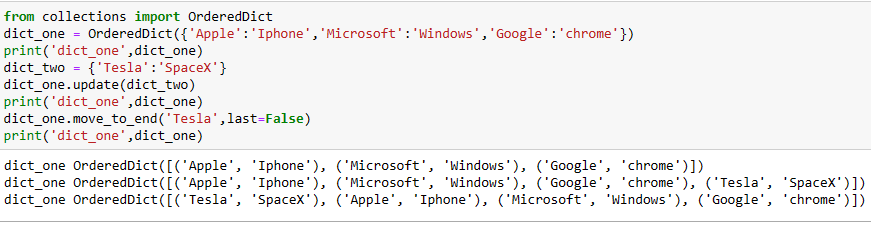 from collections import OrderedDict
dict_one = OrderedDict({'Apple':'Iphone','Microsoft':'Windows','Google':'chrome'})
print('dict_one',dict_one)
dict_two = {'Tesla':'SpaceX'}
dict_one.update(dict_two)
print('dict_one',dict_one)
dict_one.move_to_end('Tesla',last=False)
print('dict_one',dict_one)
dict_one OrderedDict([('Apple', 'Iphone'), ('Microsoft', 'Windows'), ('Google', 'chrome')])
dict_one OrderedDict([('Apple', 'Iphone'), ('Microsoft', 'Windows'), ('Google', 'chrome'), ('Tesla', 'SpaceX')])
dict_one OrderedDict([('Tesla', 'SpaceX'), ('Apple', 'Iphone'), ('Microsoft', 'Windows'), ('Google', 'chrome')])